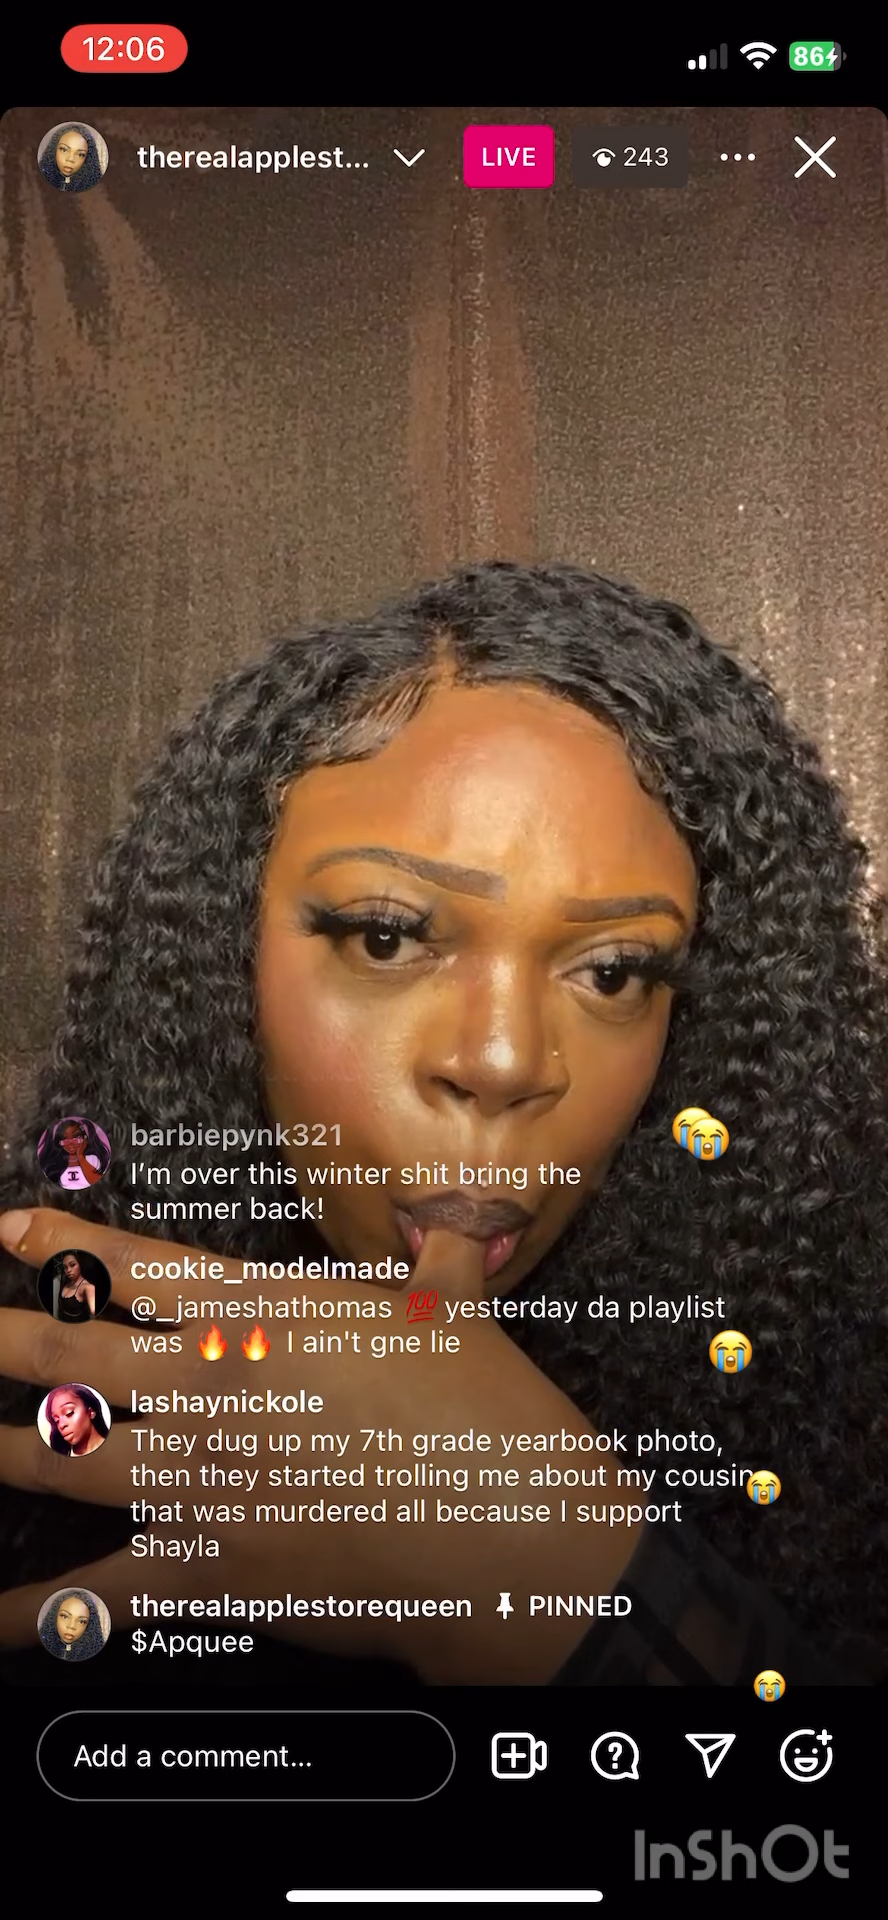 12:06
86
therealapplest...
LIVE
243
barbiepynk321
I'm over this winter shit bring the
summer back!
cookie_modelmade
@_jameshathomas 💯 yesterday da playlist
was 🔥 🔥 I ain't gne lie
lashaynickole
They dug up my 7th grade yearbook photo,
then they started trolling me about my cousin
that was murdered all because I support
Shayla
therealapplestorequeen PINNED
$Apquee
Add a comment...
InShOt